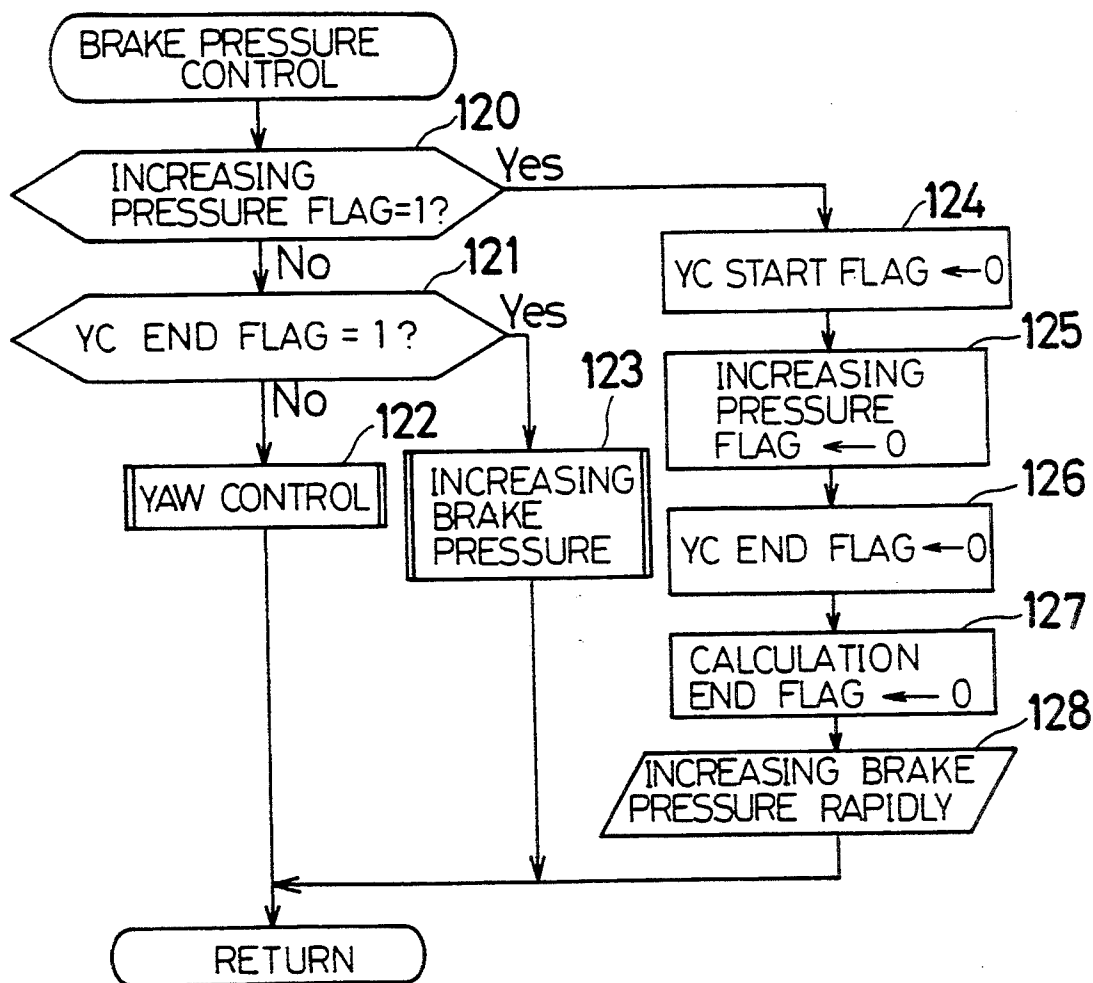 BRAKE PRESSURE
CONTROL
120
INCREASING
PRESSURE FLAG=1?
Yes
No
121
YC END FLAG = 1?
Yes
No
122
YAW CONTROL
123
INCREASING
BRAKE
PRESSURE
124
YC START FLAG ←0
125
INCREASING
PRESSURE
FLAG ← 0
126
YC END FLAG←0
127
CALCULATION
END FLAG ← 0
128
INCREASING BRAKE
PRESSURE RAPIDLY
RETURN